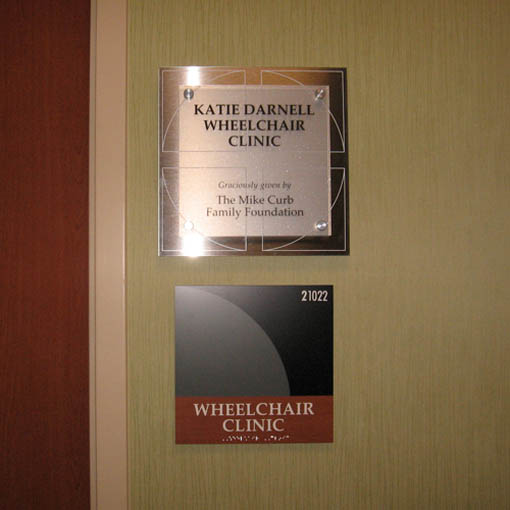 KATIE DARNELL
WHEELCHAIR
CLINIC
Graciously given by
The Mike Curb
Family Foundation
21022
WHEELCHAIR
CLINIC